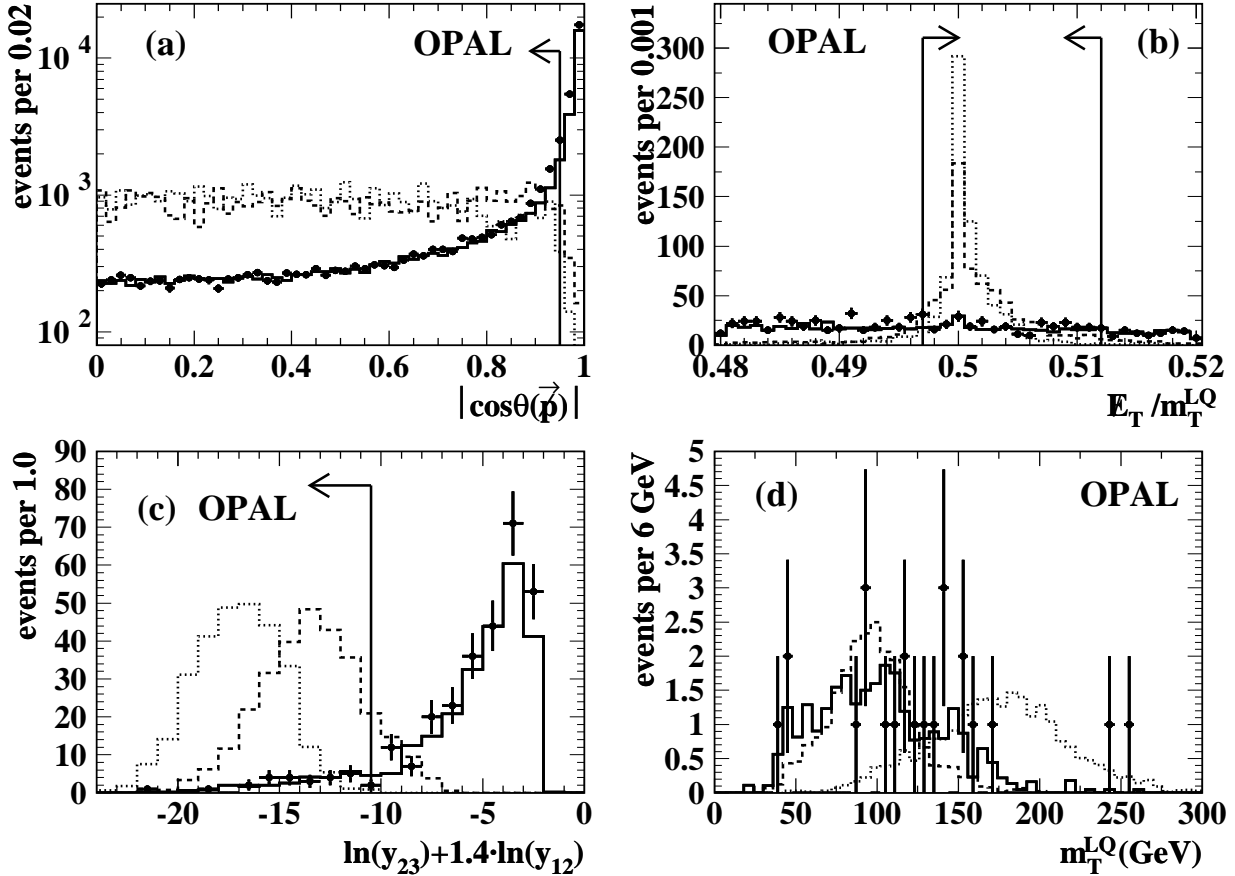 (a)
OPAL
events per 0.02
10^4
10^3
10^2
0 0.2 0.4 0.6 0.8 1
|cosθ(p̸⃗)|
OPAL
(b)
events per 0.001
300
250
200
150
100
50
25
0
0.48 0.49 0.5 0.51 0.52
E̸_T /m_T^LQ
(c) OPAL
events per 1.0
90
80
70
60
50
40
30
20
10
0
-20 -15 -10 -5 0
ln(y_23)+1.4·ln(y_12)
(d)
OPAL
events per 6 GeV
5
4.5
4
3.5
3
2.5
2
1.5
1
0.5
0
0 50 100 150 200 250 300
m_T^LQ(GeV)